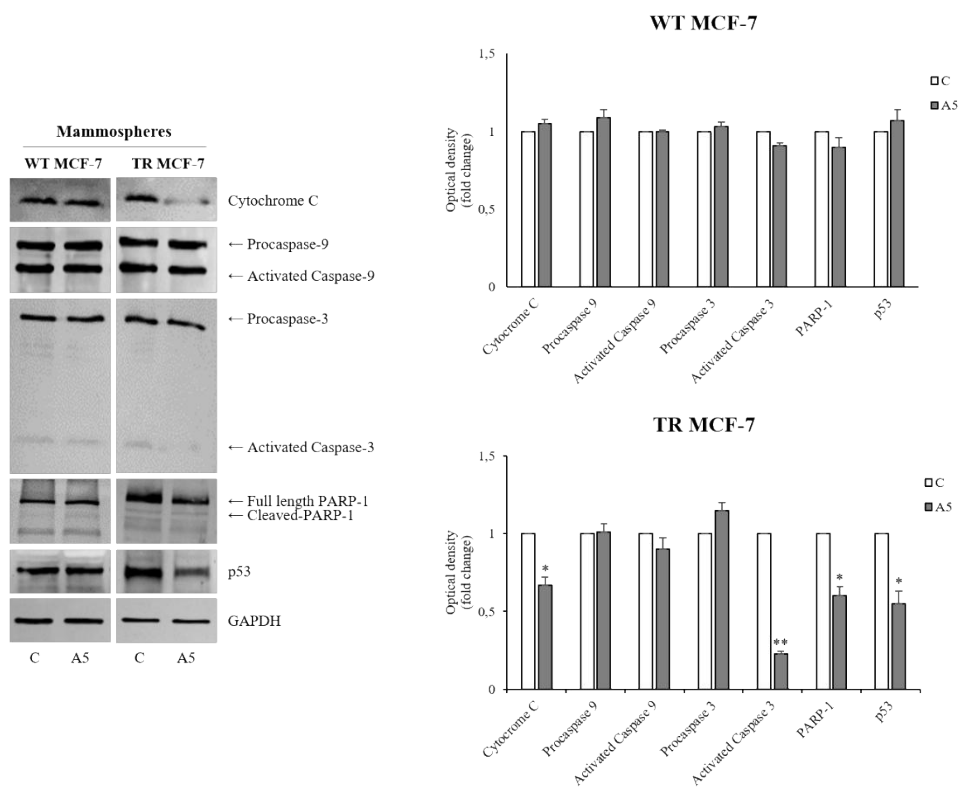 Mammospheres
WT MCF-7 TR MCF-7
Cytochrome C
← Procaspase-9
← Activated Caspase-9
← Procaspase-3
← Activated Caspase-3
← Full length PARP-1
← Cleaved-PARP-1
p53
GAPDH
C A5 C A5
WT MCF-7
1,5
1
0,5
0
Optical density
(fold change)
C
A5
Cytocrome C
Procaspase 9
Activated Caspase 9
Procaspase 3
Activated Caspase 3
PARP-1
p53
TR MCF-7
1,5
1
0,5
0
Optical density
(fold change)
C
A5
*
**
*
*
Cytocrome C
Procaspase 9
Activated Caspase 9
Procaspase 3
Activated Caspase 3
PARP-1
p53